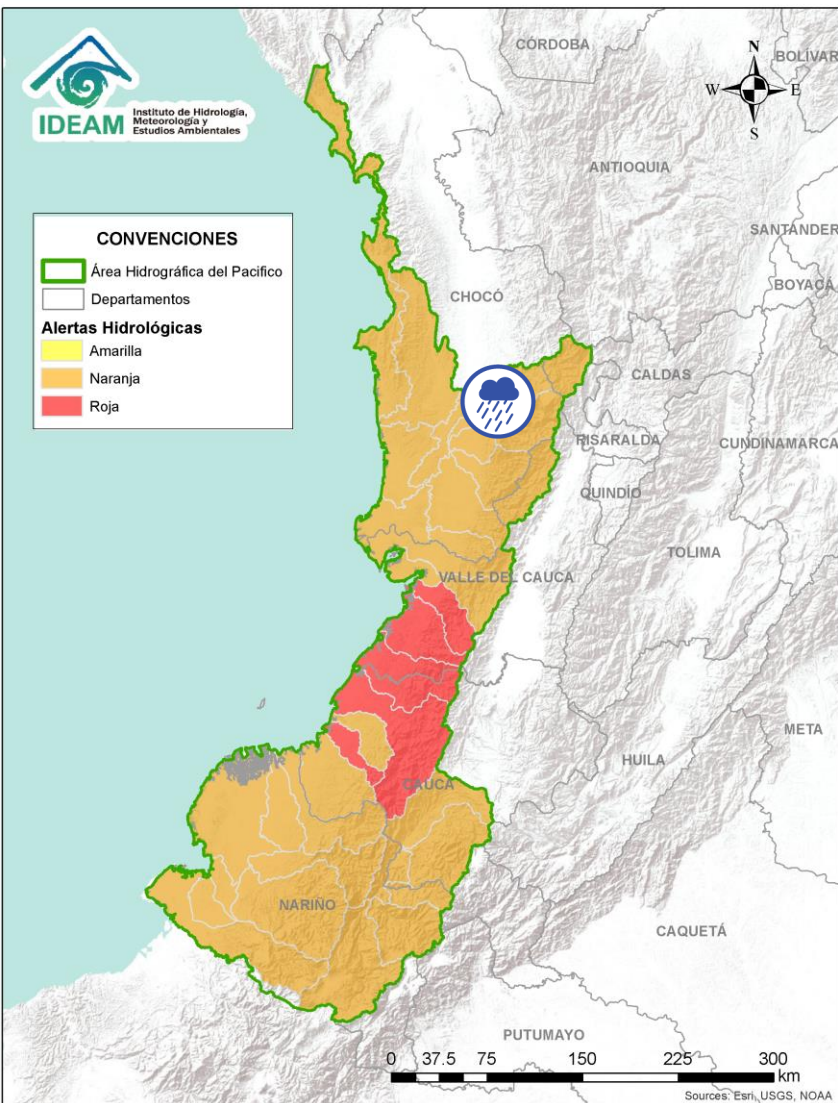 IDEAM
Instituto de Hidrología,
Meteorología y
Estudios Ambientales
CÓRDOBA
BOLÍVAR
N
W
E
S
ANTIOQUIA
SANTANDER
BOYACÁ
CONVENCIONES
Área Hidrográfica del Pacifico
Departamentos
Alertas Hidrológicas
Amarilla
Naranja
Roja
CHOCÓ
CALDAS
RISARALDA
CUNDINAMARCA
QUINDÍO
TOLIMA
VALLE DEL CAUCA
META
HUILA
CAUCA
NARIÑO
CAQUETÁ
PUTUMAYO
0 37.5 75 150 225 300
km
Sources: Esri, USGS, NOAA